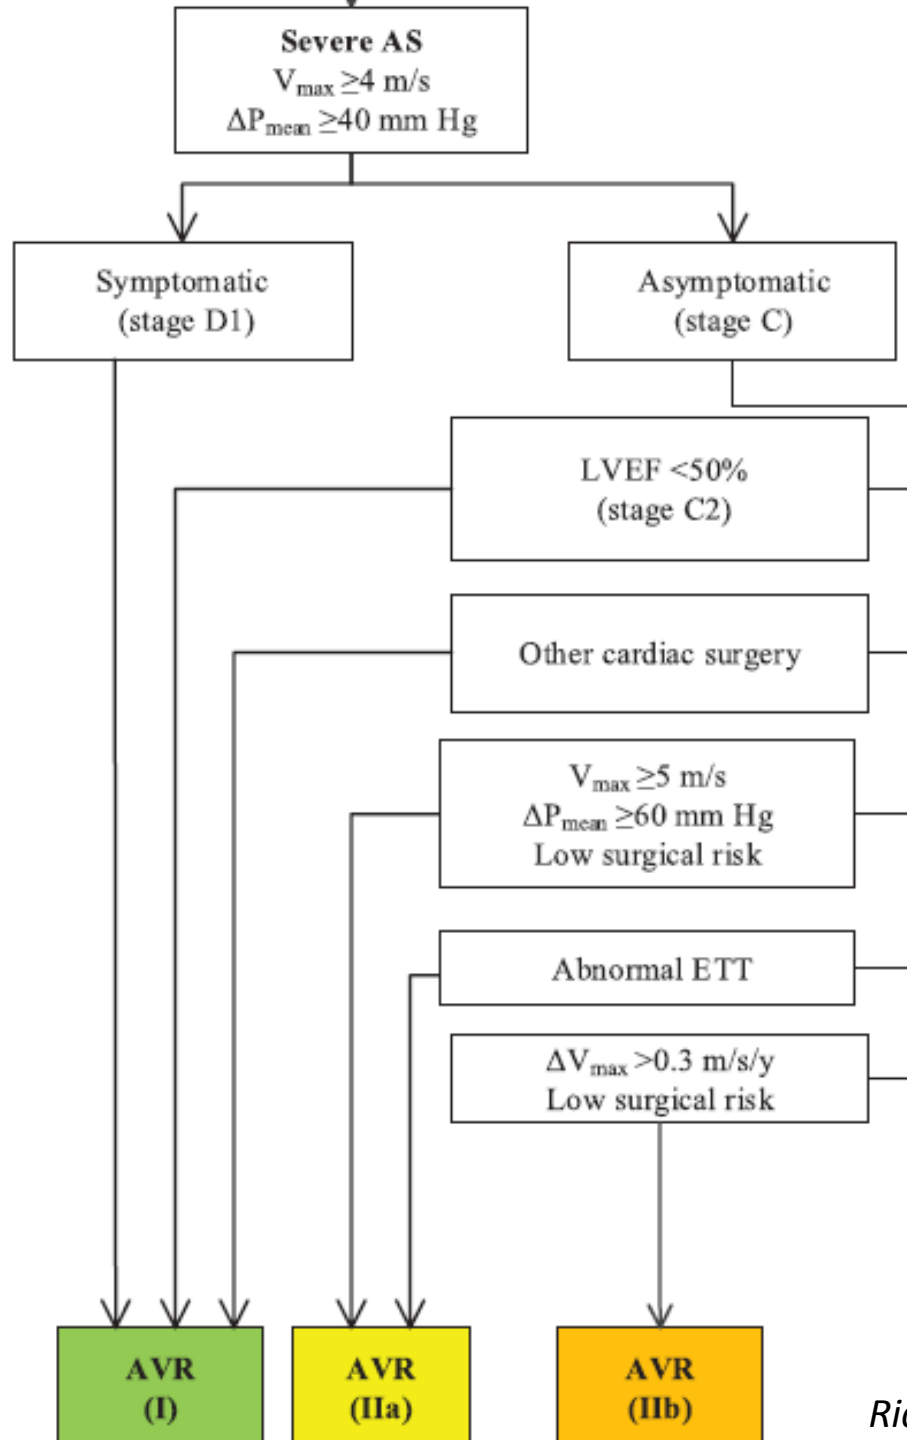 Severe AS
Vmax ≥4 m/s
ΔPmean ≥40 mm Hg
Symptomatic
(stage D1)
Asymptomatic
(stage C)
LVEF <50%
(stage C2)
Other cardiac surgery
Vmax ≥5 m/s
ΔPmean ≥60 mm Hg
Low surgical risk
Abnormal ETT
ΔVmax >0.3 m/s/y
Low surgical risk
AVR
(I)
AVR
(IIa)
AVR
(IIb)